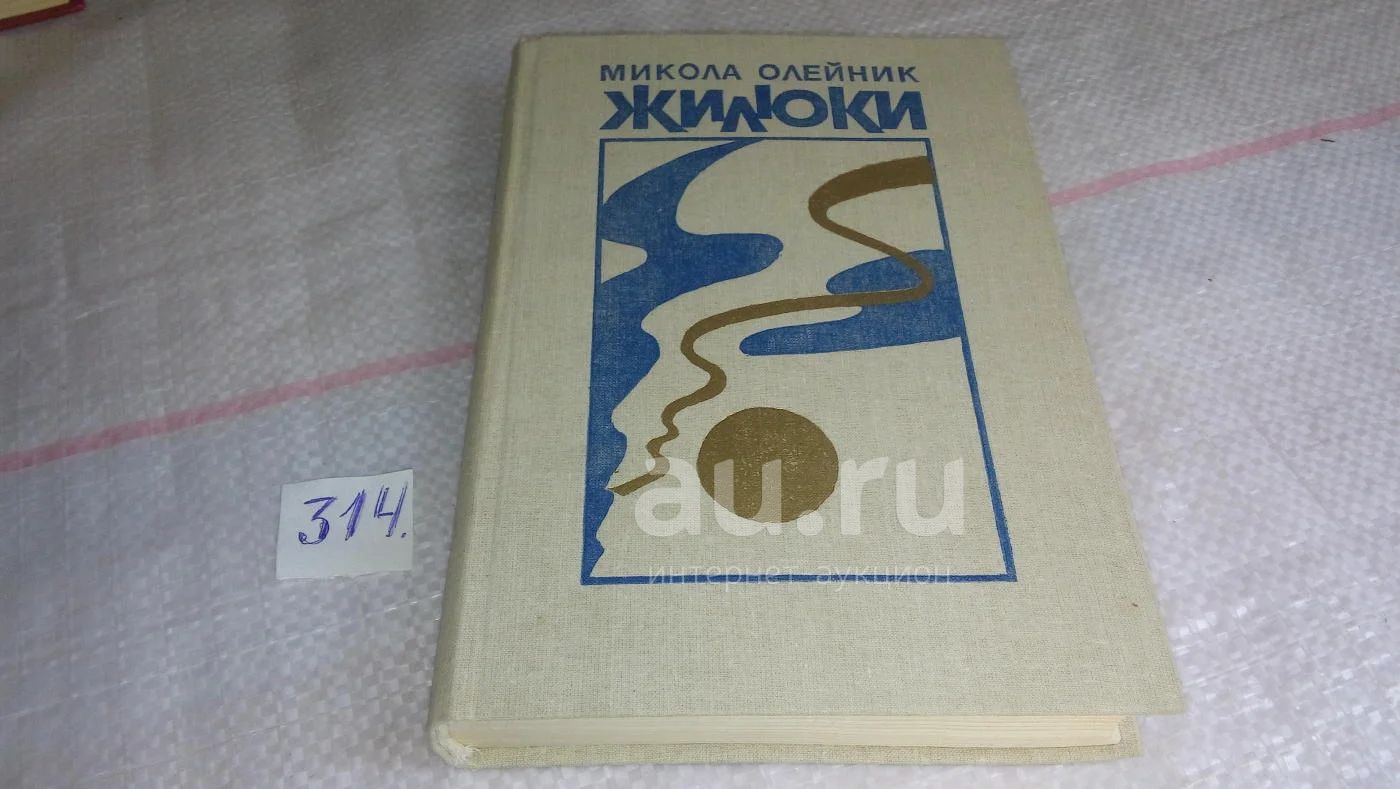 МИКОЛА ОЛЕЙНИК
ЖИЛЮКИ
314.
au.ru
интернет-аукцион